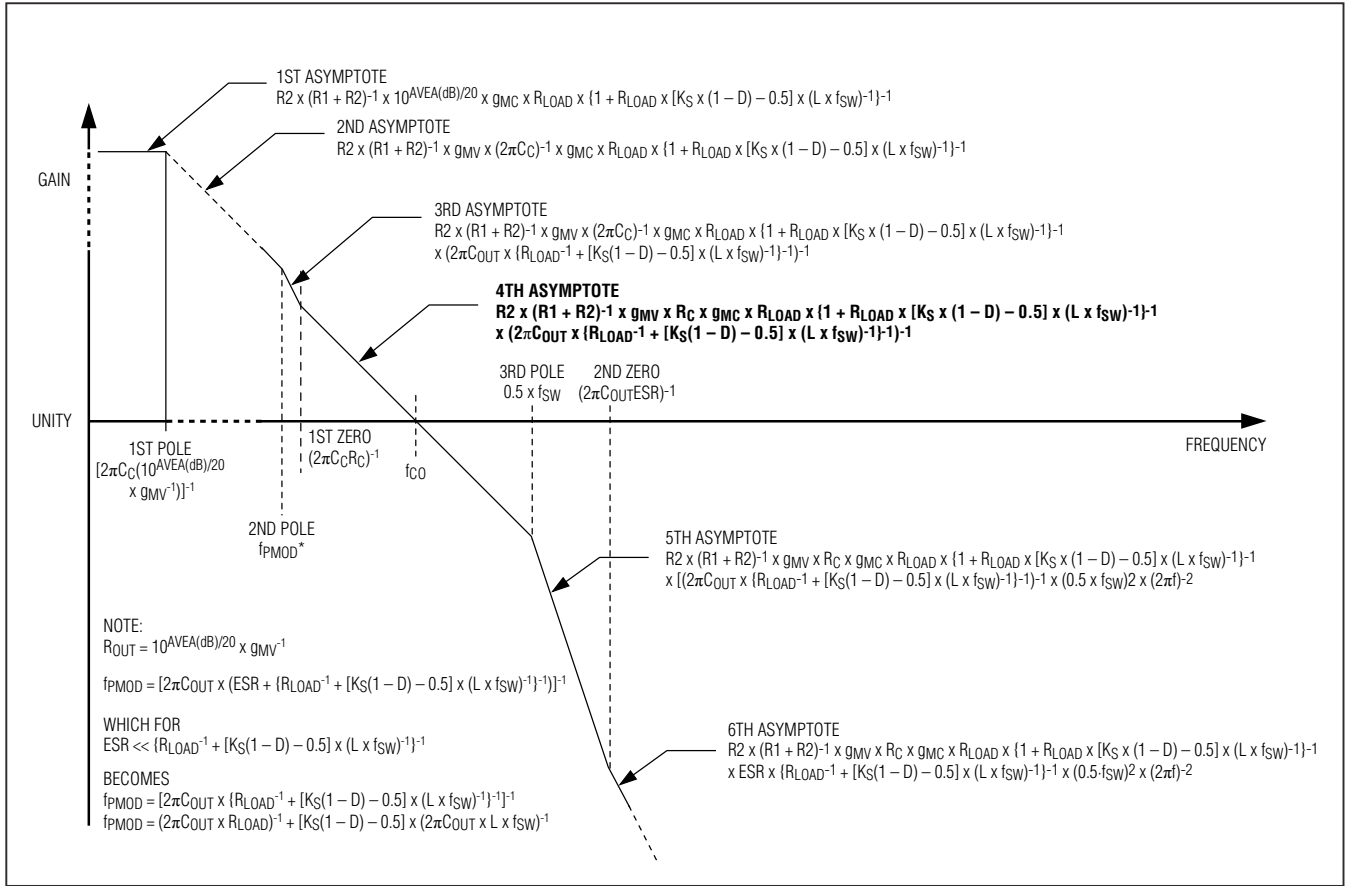 1ST ASYMPTOTE
R2 x (R1 + R2)⁻¹ x 10^AVEA(dB)/20 x gMC x RLOAD x {1 + RLOAD x [KS x (1 – D) – 0.5] x (L x fSW)⁻¹}⁻¹
2ND ASYMPTOTE
R2 x (R1 + R2)⁻¹ x gMV x (2πCC)⁻¹ x gMC x RLOAD x {1 + RLOAD x [KS x (1 – D) – 0.5] x (L x fSW)⁻¹}⁻¹
GAIN
3RD ASYMPTOTE
R2 x (R1 + R2)⁻¹ x gMV x (2πCC)⁻¹ x gMC x RLOAD x {1 + RLOAD x [KS x (1 – D) – 0.5] x (L x fSW)⁻¹}⁻¹
x (2πCOUT x {RLOAD⁻¹ + [KS(1 – D) – 0.5] x (L x fSW)⁻¹}⁻¹)⁻¹
4TH ASYMPTOTE
R2 x (R1 + R2)⁻¹ x gMV x RC x gMC x RLOAD x {1 + RLOAD x [KS x (1 – D) – 0.5] x (L x fSW)⁻¹}⁻¹
x (2πCOUT x {RLOAD⁻¹ + [KS(1 – D) – 0.5] x (L x fSW)⁻¹}⁻¹)⁻¹
3RD POLE
0.5 x fSW
2ND ZERO
(2πCOUTESR)⁻¹
UNITY
FREQUENCY
1ST POLE
[2πCC(10^AVEA(dB)/20
x gMV⁻¹)]⁻¹
1ST ZERO
(2πCCRC)⁻¹
fCO
2ND POLE
fPMOD*
5TH ASYMPTOTE
R2 x (R1 + R2)⁻¹ x gMV x RC x gMC x RLOAD x {1 + RLOAD x [KS x (1 – D) – 0.5] x (L x fSW)⁻¹}⁻¹
x [(2πCOUT x {RLOAD⁻¹ + [KS(1 – D) – 0.5] x (L x fSW)⁻¹}⁻¹)⁻¹ x (0.5 x fSW)² x (2πf)⁻²
NOTE:
ROUT = 10^AVEA(dB)/20 x gMV⁻¹
fPMOD = [2πCOUT x (ESR + {RLOAD⁻¹ + [KS(1 – D) – 0.5] x (L x fSW)⁻¹}⁻¹)]⁻¹
WHICH FOR
ESR << {RLOAD⁻¹ + [KS(1 – D) – 0.5] x (L x fSW)⁻¹}⁻¹
BECOMES
fPMOD = [2πCOUT x {RLOAD⁻¹ + [KS(1 – D) – 0.5] x (L x fSW)⁻¹}⁻¹]⁻¹
fPMOD = (2πCOUT x RLOAD)⁻¹ + [KS(1 – D) – 0.5] x (2πCOUT x L x fSW)⁻¹
6TH ASYMPTOTE
R2 x (R1 + R2)⁻¹ x gMV x RC x gMC x RLOAD x {1 + RLOAD x [KS x (1 – D) – 0.5] x (L x fSW)⁻¹}⁻¹
x ESR x {RLOAD⁻¹ + [KS(1 – D) – 0.5] x (L x fSW)⁻¹}⁻¹ x (0.5·fSW)² x (2πf)⁻²